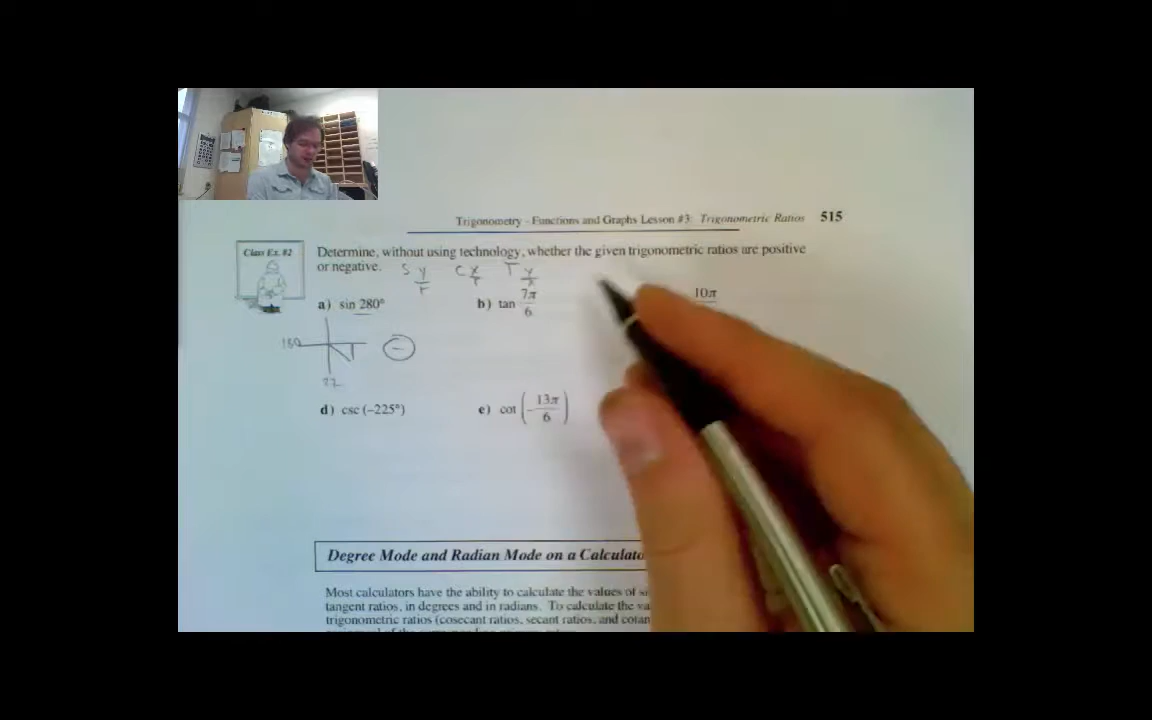 Trigonometry - Functions and Graphs Lesson #3: Trigonometric Ratios 515
Class Ex. #2
Determine, without using technology, whether the given trigonometric ratios are positive
or negative. S y/r C x/r T y/x
a) sin 280° b) tan 7π/6 10π
180 −
d) csc (–225°) e) cot (– 13π/6)
Degree Mode and Radian Mode on a
Most calculators have the ability to calculate the values of
tangent ratios, in degrees and in radians. To calculate the
trigonometric ratios (cosecant ratios, secant ratios, and